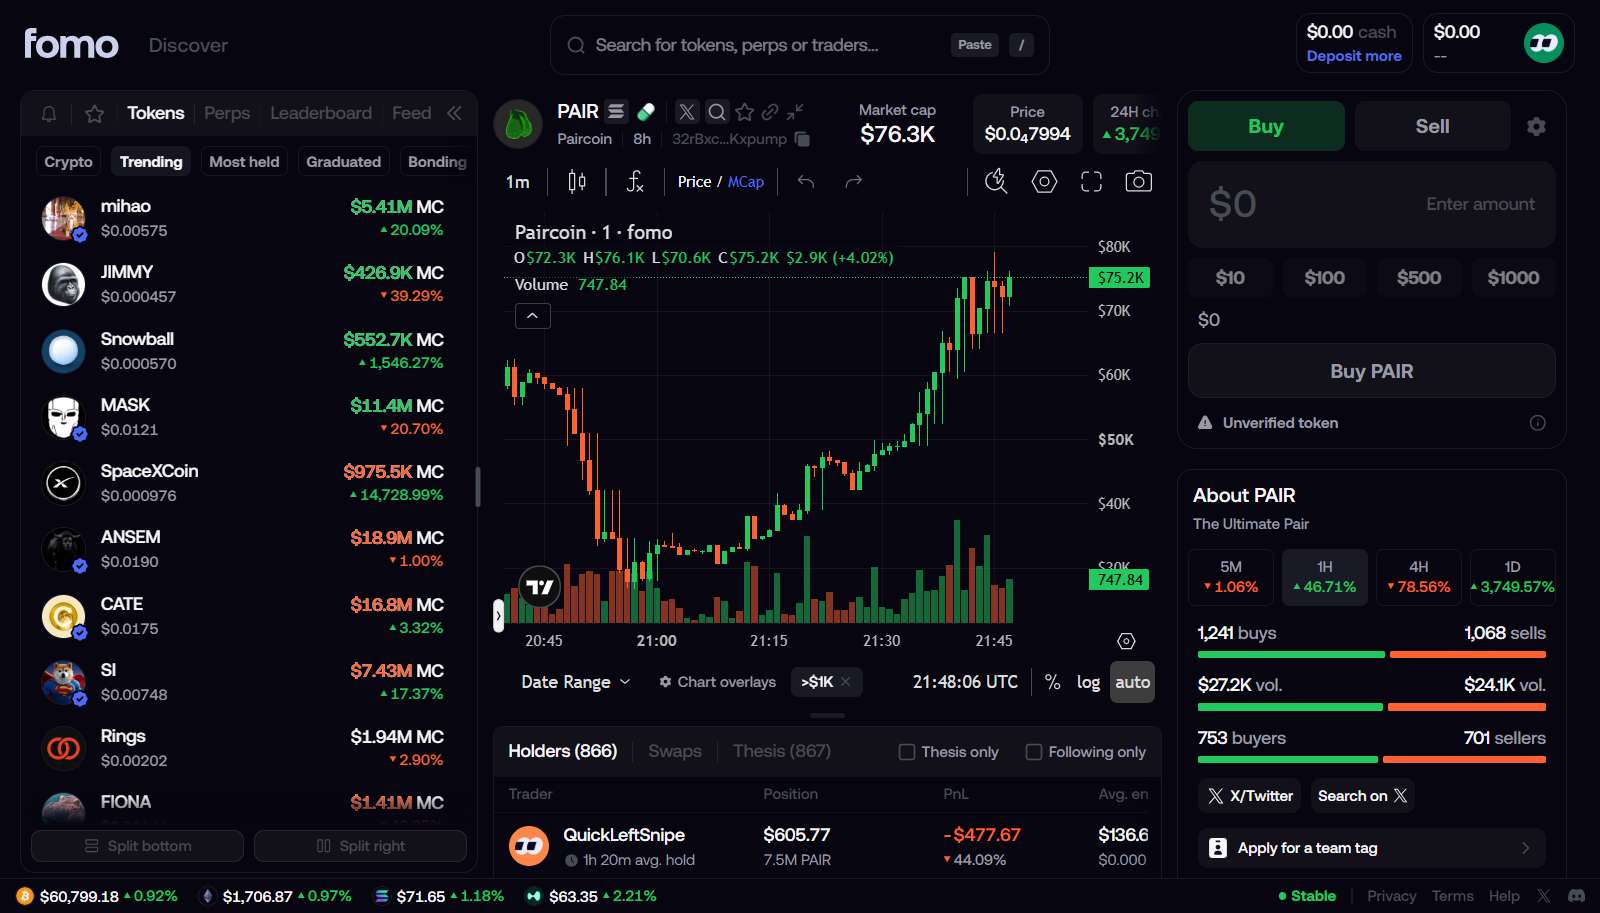 fomo
Discover
Search for tokens, perps or traders...
Paste
/
$0.00 cash
Deposit more
$0.00
--
Tokens
Perps
Leaderboard
Feed
Crypto
Trending
Most held
Graduated
Bonding
mihao
$0.00575
$5.41M MC
20.09%
JIMMY
$0.000457
$426.9K MC
39.29%
Snowball
$0.000570
$552.7K MC
1,546.27%
MASK
$0.0121
$11.4M MC
20.70%
SpaceXCoin
$0.000976
$975.5K MC
14,728.99%
ANSEM
$0.0190
$18.9M MC
1.00%
CATE
$0.0175
$16.8M MC
3.32%
SI
$0.00748
$7.43M MC
17.37%
Rings
$0.00202
$1.94M MC
2.90%
FIONA
$1.41M MC
Split bottom
Split right
PAIR
Paircoin
8h
32rBxc...Kxpump
Market cap
$76.3K
Price
$0.0₄7994
24H ch
3,749
1m
Price / MCap
Paircoin · 1 · fomo
O$72.3K H$76.1K L$70.6K C$75.2K $2.9K (+4.02%)
Volume 747.84
$80K
$75.2K
$70K
$60K
$50K
$40K
$30K
747.84
20:45
21:00
21:15
21:30
21:45
Date Range
Chart overlays
>$1K
21:48:06 UTC
%
log
auto
Holders (866)
Swaps
Thesis (867)
Thesis only
Following only
Trader
Position
PnL
Avg. en
QuickLeftSnipe
1h 20m avg. hold
$605.77
7.5M PAIR
-$477.67
44.09%
$136.6
$0.000
Buy
Sell
$0
Enter amount
$10
$100
$500
$1000
$0
Buy PAIR
Unverified token
About PAIR
The Ultimate Pair
5M
1.06%
1H
46.71%
4H
78.56%
1D
3,749.57%
1,241 buys
1,068 sells
$27.2K vol.
$24.1K vol.
753 buyers
701 sellers
X/Twitter
Search on X
Apply for a team tag
$60,799.18 0.92%
$1,706.87 0.97%
$71.65 1.18%
$63.35 2.21%
Stable
Privacy
Terms
Help